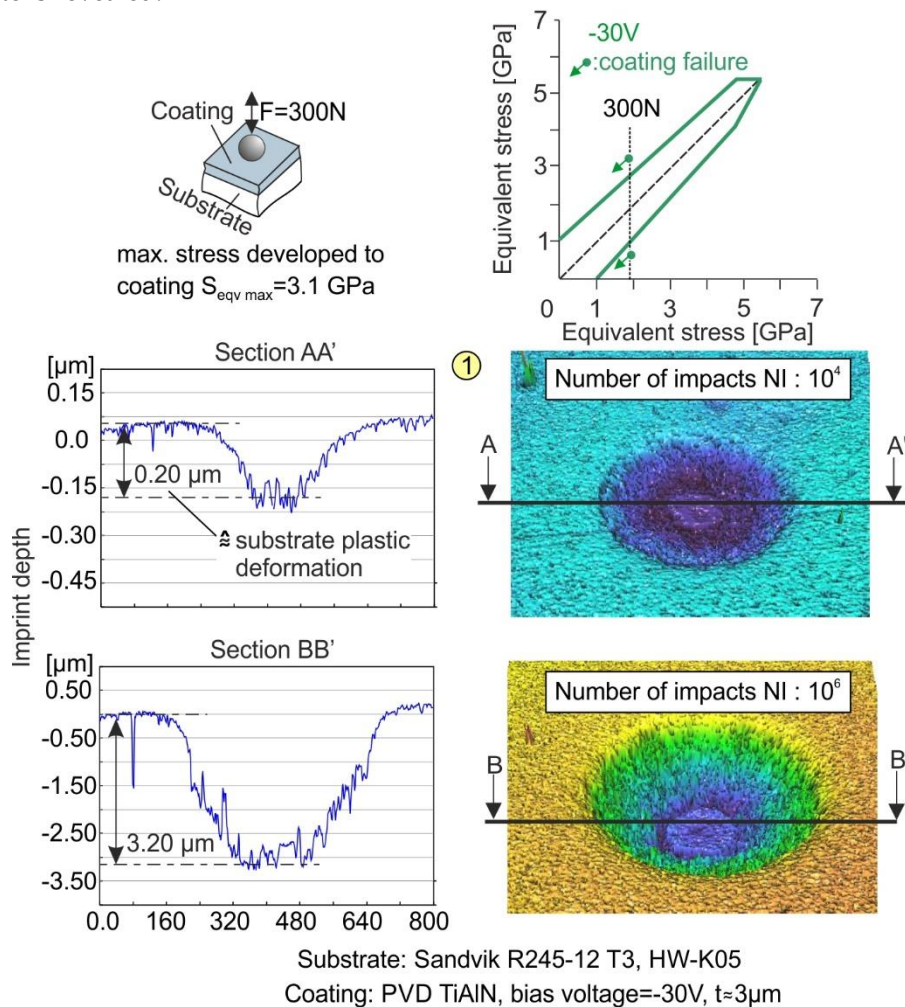 F=300N
Coating
Substrate
max. stress developed to
coating Seqv max=3.1 GPa
Equivalent stress [GPa]
7
5
3
1
0
-30V
:coating failure
300N
0 1 3 5 7
Equivalent stress [GPa]
Section AA'
[µm]
0.15
0.0
-0.15
-0.30
-0.45
0.20 µm
≙ substrate plastic
deformation
1
Number of impacts NI : 10⁴
A
A'
Imprint depth
Section BB'
[µm]
0.50
-0.50
-1.50
-2.50
-3.50
3.20 µm
0.0 160 320 480 640 800
Number of impacts NI : 10⁶
B
B
Substrate: Sandvik R245-12 T3, HW-K05
Coating: PVD TiAlN, bias voltage=-30V, t≈3µm